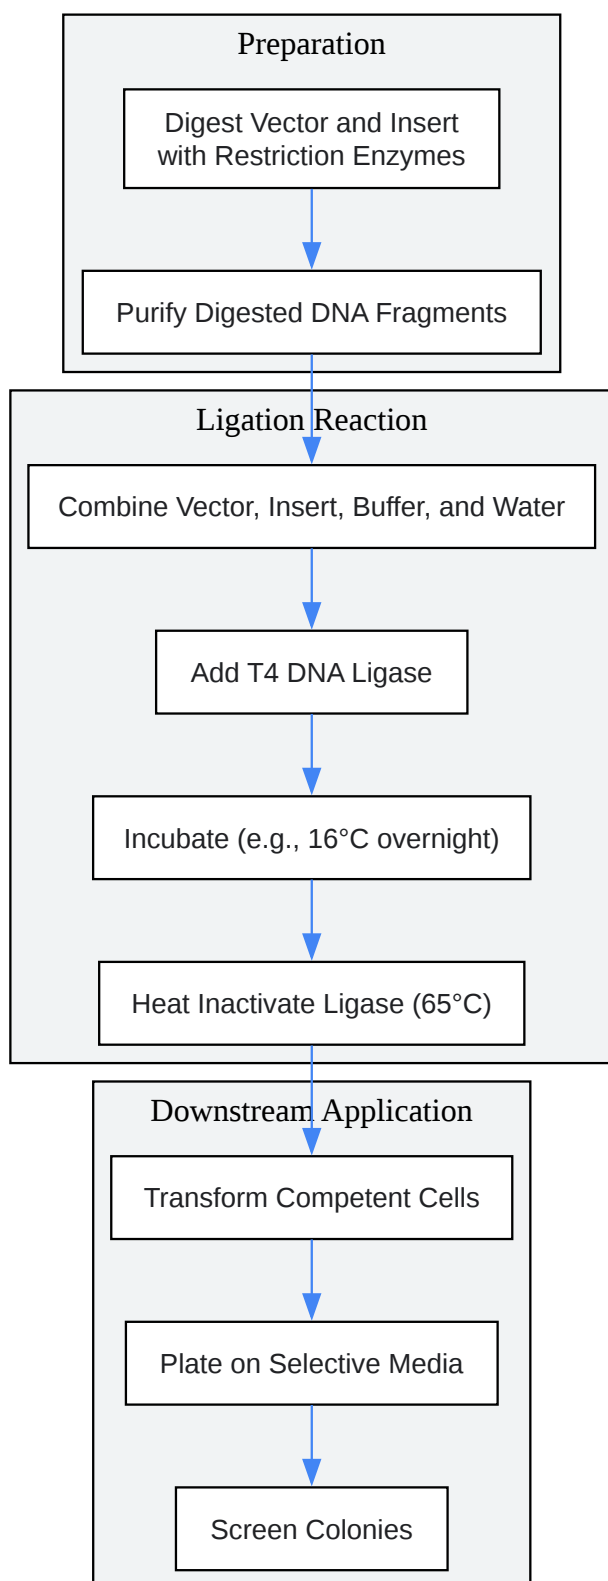 Preparation
Digest Vector and Insert
with Restriction Enzymes
Purify Digested DNA Fragments
Ligation Reaction
Combine Vector, Insert, Buffer, and Water
Add T4 DNA Ligase
Incubate (e.g., 16°C overnight)
Heat Inactivate Ligase (65°C)
Downstream Application
Transform Competent Cells
Plate on Selective Media
Screen Colonies